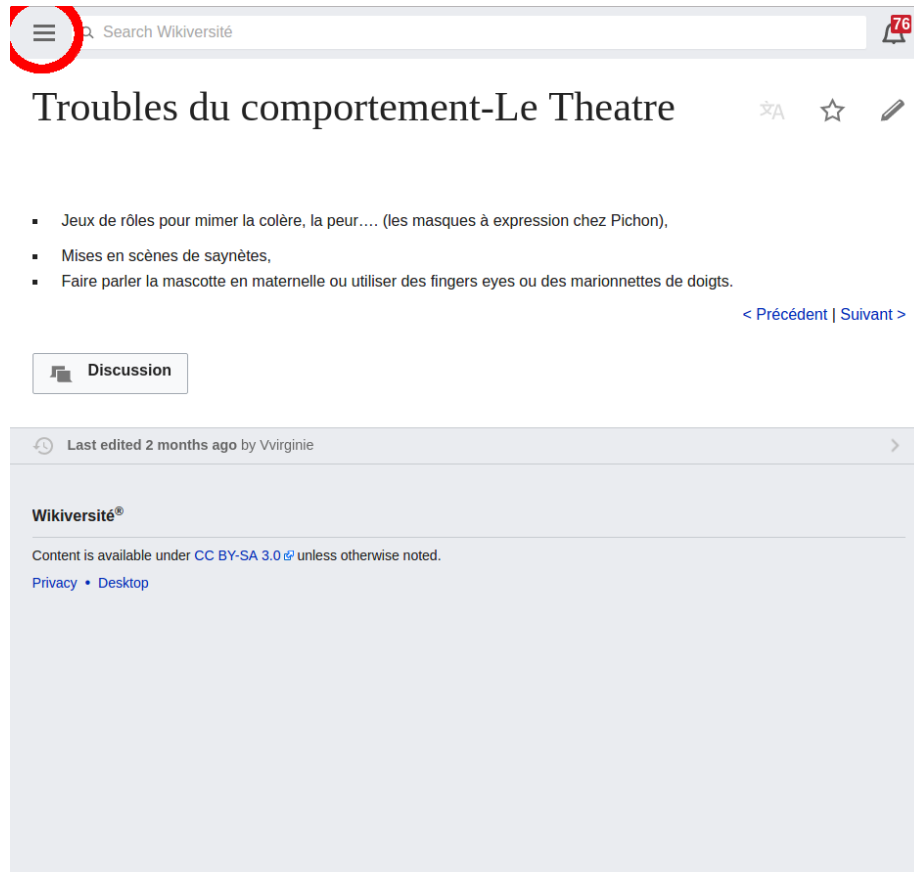 Search Wikiversité
76
Troubles du comportement-Le Theatre
Jeux de rôles pour mimer la colère, la peur…. (les masques à expression chez Pichon),
Mises en scènes de saynètes,
Faire parler la mascotte en maternelle ou utiliser des fingers eyes ou des marionnettes de doigts.
< Précédent | Suivant >
Discussion
Last edited 2 months ago by Vvirginie
Wikiversité®
Content is available under CC BY-SA 3.0 unless otherwise noted.
Privacy • Desktop